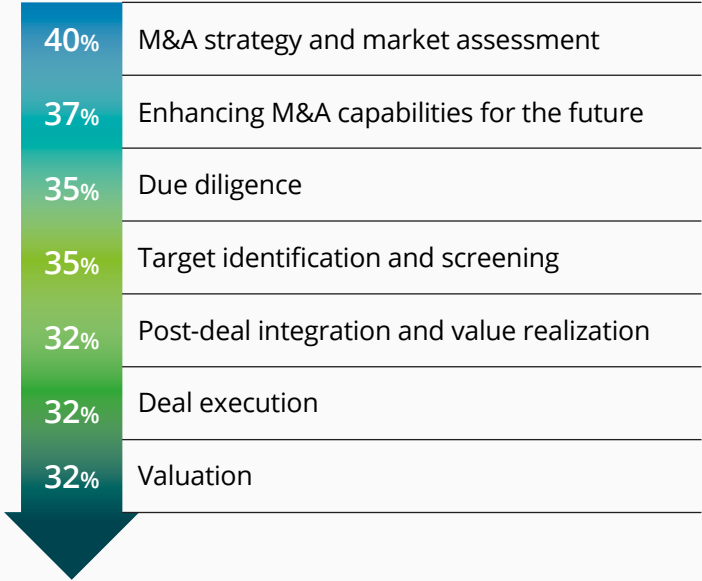 40% M&A strategy and market assessment
37% Enhancing M&A capabilities for the future
35% Due diligence
35% Target identification and screening
32% Post-deal integration and value realization
32% Deal execution
32% Valuation